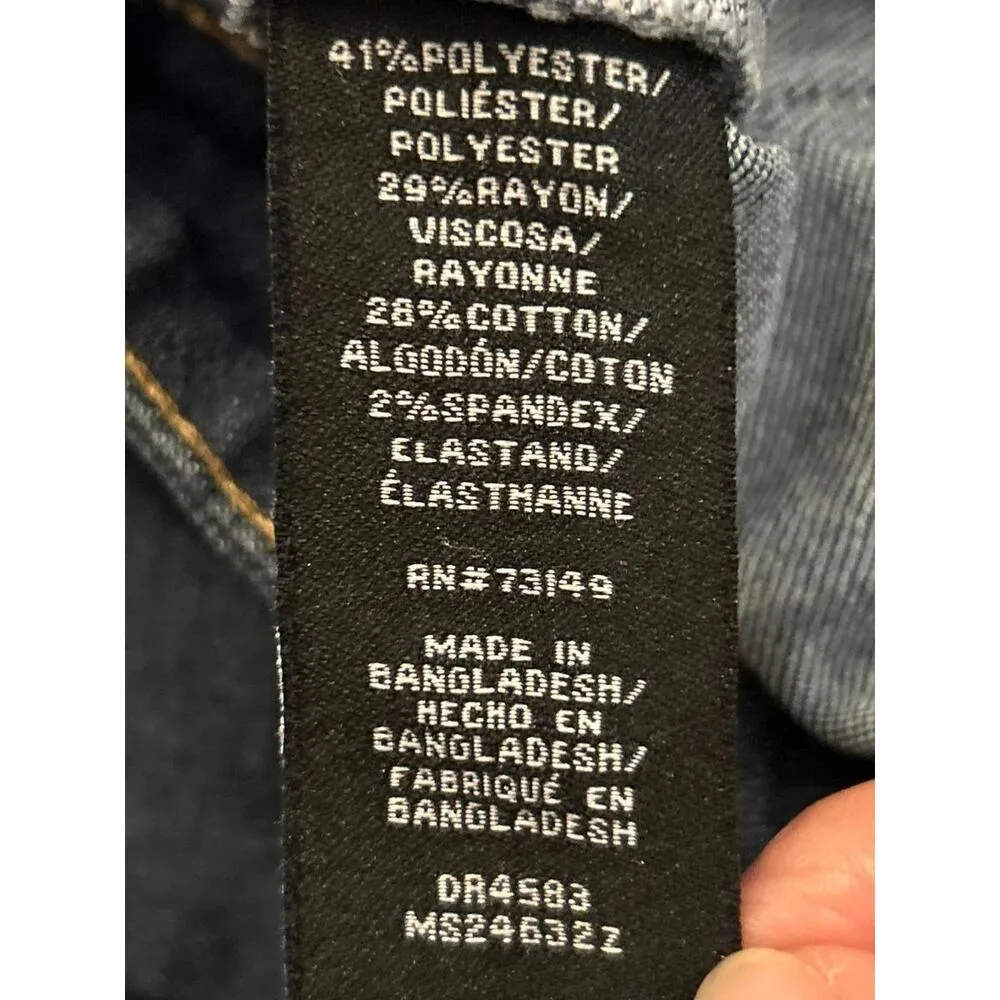 41%POLYESTER/
POLIÉSTER/
POLYESTER
29%RAYON/
VISCOSA/
RAYONNE
28%COTTON/
ALGODÓN/COTON
2%SPANDEX/
ELASTANO/
ÉLASTHANNE
RN#73149
MADE IN
BANGLADESH/
HECHO EN
BANGLADESH/
FABRIQUÉ EN
BANGLADESH
DR4583
MS24632Z